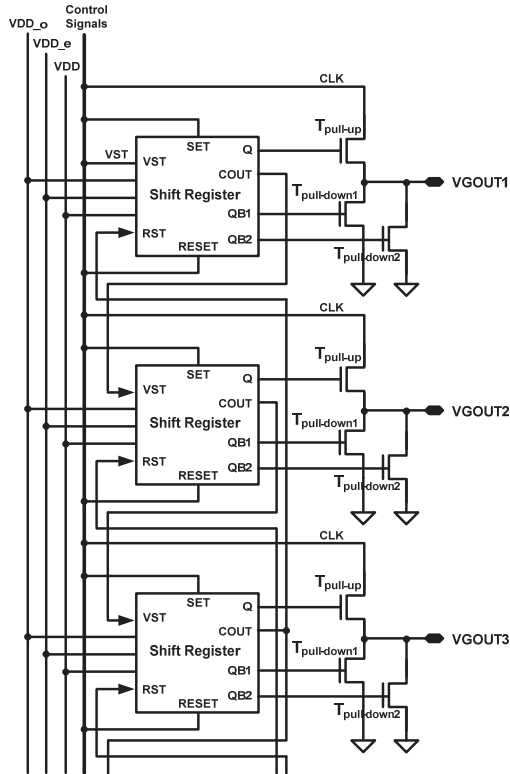 Control
Signals
VDD_o
VDD_e
VDD
CLK
Tpull-up
SET
Q
VST
VST
COUT
Tpull-down1
VGOUT1
Shift Register
QB1
RST
QB2
RESET
Tpull-down2
CLK
Tpull-up
SET
Q
VST
COUT
Tpull-down1
VGOUT2
Shift Register
QB1
RST
QB2
RESET
Tpull-down2
CLK
Tpull-up
SET
Q
VST
COUT
Tpull-down1
VGOUT3
Shift Register
QB1
RST
QB2
RESET
Tpull-down2